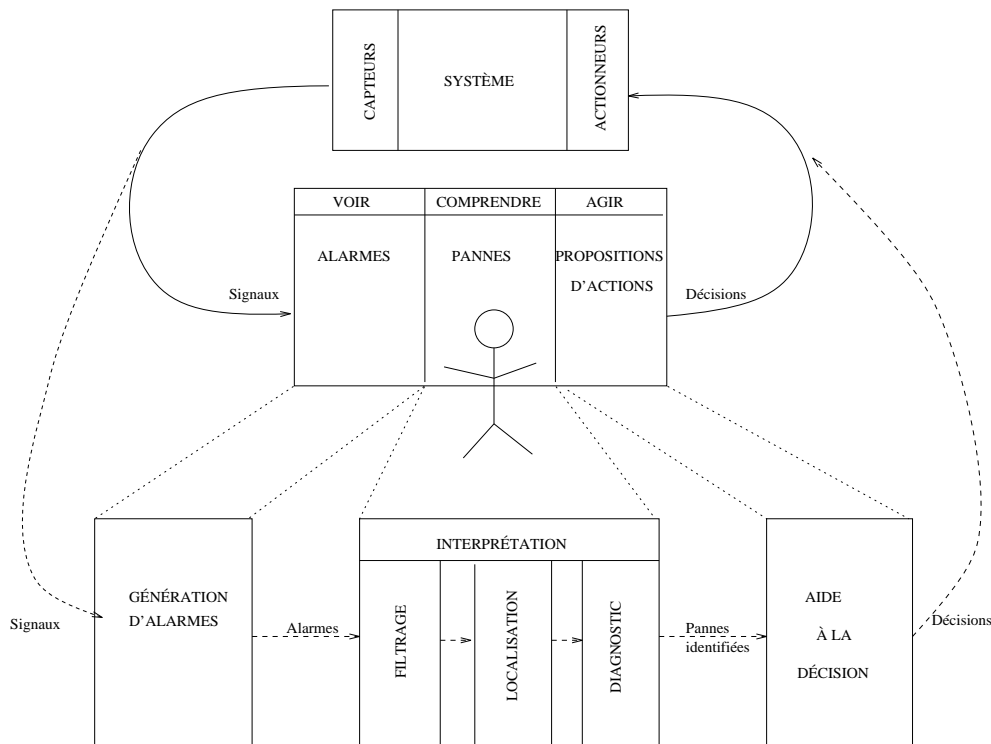 CAPTEURS
SYSTÈME
ACTIONNEURS
VOIR
COMPRENDRE
AGIR
ALARMES
PANNES
PROPOSITIONS
D'ACTIONS
Signaux
Décisions
INTERPRÉTATION
GÉNÉRATION
D'ALARMES
Signaux
Alarmes
FILTRAGE
LOCALISATION
DIAGNOSTIC
Pannes
identifiées
AIDE
À LA
DÉCISION
Décisions